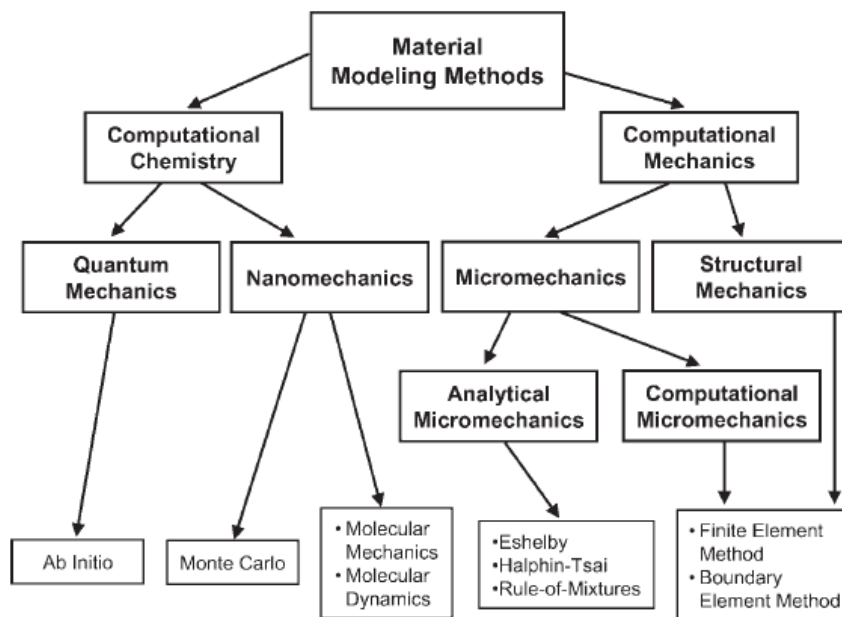 Material
Modeling Methods
Computational
Chemistry
Computational
Mechanics
Quantum
Mechanics
Nanomechanics
Micromechanics
Structural
Mechanics
Analytical
Micromechanics
Computational
Micromechanics
Ab Initio
Monte Carlo
• Molecular
Mechanics
• Molecular
Dynamics
•Eshelby
•Halphin-Tsai
•Rule-of-Mixtures
• Finite Element
Method
• Boundary
Element Method